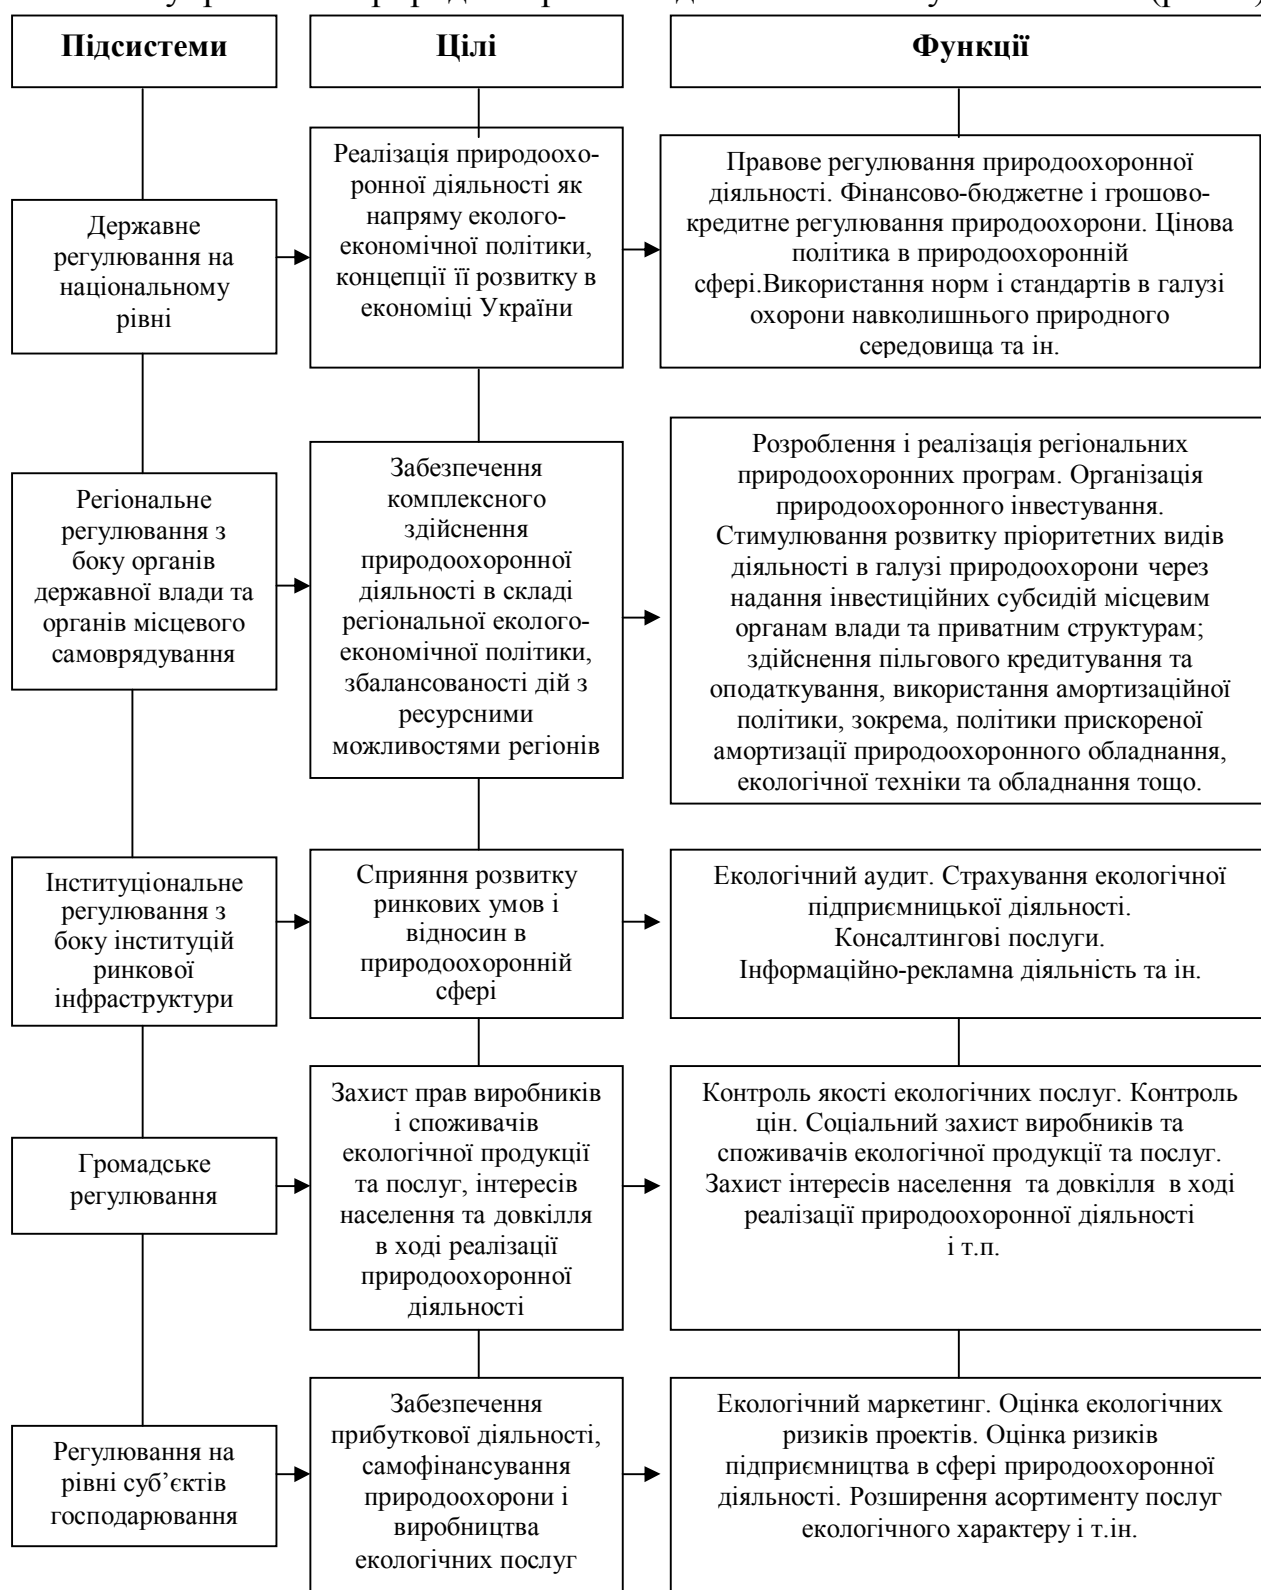 Підсистеми
Цілі
Функції
Державне
регулювання на
національному
рівні
Реалізація природоохо-
ронної діяльності як
напряму еколого-
економічної політики,
концепції її розвитку в
економіці України
Правове регулювання природоохоронної
діяльності. Фінансово-бюджетне і грошово-
кредитне регулювання природоохорони. Цінова
політика в природоохоронній
сфері.Використання норм і стандартів в галузі
охорони навколишнього природного
середовища та ін.
Регіональне
регулювання з
боку органів
державної влади та
органів місцевого
самоврядування
Забезпечення
комплексного
здійснення
природоохоронної
діяльності в складі
регіональної еколого-
економічної політики,
збалансованості дій з
ресурсними
можливостями регіонів
Розроблення і реалізація регіональних
природоохоронних програм. Організація
природоохоронного інвестування.
Стимулювання розвитку пріоритетних видів
діяльності в галузі природоохорони через
надання інвестиційних субсидій місцевим
органам влади та приватним структурам;
здійснення пільгового кредитування та
оподаткування, використання амортизаційної
політики, зокрема, політики прискореної
амортизації природоохоронного обладнання,
екологічної техніки та обладнання тощо.
Інституціональне
регулювання з
боку інституцій
ринкової
інфраструктури
Сприяння розвитку
ринкових умов і
відносин в
природоохоронній
сфері
Екологічний аудит. Страхування екологічної
підприємницької діяльності.
Консалтингові послуги.
Інформаційно-рекламна діяльність та ін.
Громадське
регулювання
Захист прав виробників
і споживачів
екологічної продукції
та послуг, інтересів
населення та довкілля
в ході реалізації
природоохоронної
діяльності
Контроль якості екологічних послуг. Контроль
цін. Соціальний захист виробників та
споживачів екологічної продукції та послуг.
Захист інтересів населення та довкілля в ході
реалізації природоохоронної діяльності
і т.п.
Регулювання на
рівні суб’єктів
господарювання
Забезпечення
прибуткової діяльності,
самофінансування
природоохорони і
виробництва
екологічних послуг
Екологічний маркетинг. Оцінка екологічних
ризиків проектів. Оцінка ризиків
підприємництва в сфері природоохоронної
діяльності. Розширення асортименту послуг
екологічного характеру і т.ін.